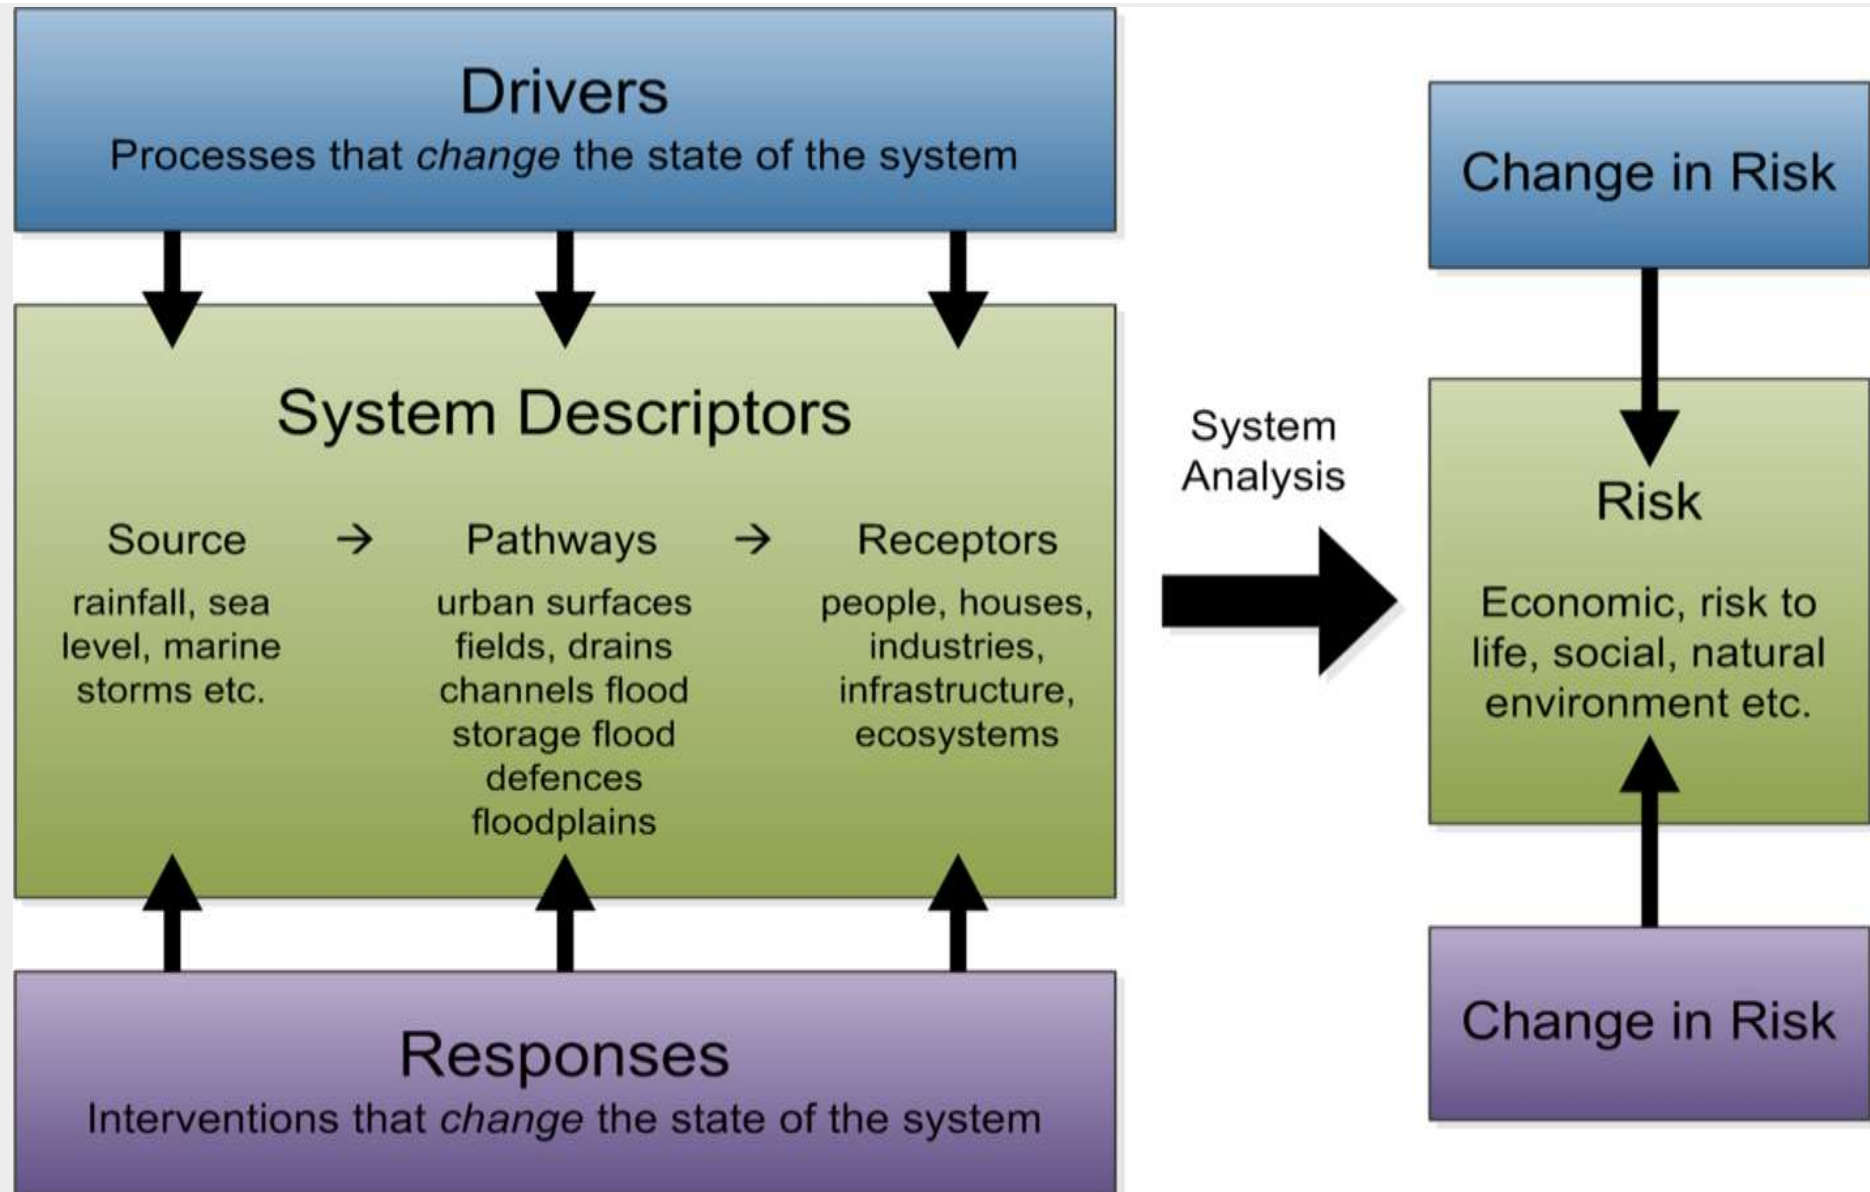 Drivers
Processes that change the state of the system
System Descriptors
Source → Pathways → Receptors
rainfall, sea
level, marine
storms etc.
urban surfaces
fields, drains
channels flood
storage flood
defences
floodplains
people, houses,
industries,
infrastructure,
ecosystems
Responses
Interventions that change the state of the system
System
Analysis
Change in Risk
Risk
Economic, risk to
life, social, natural
environment etc.
Change in Risk